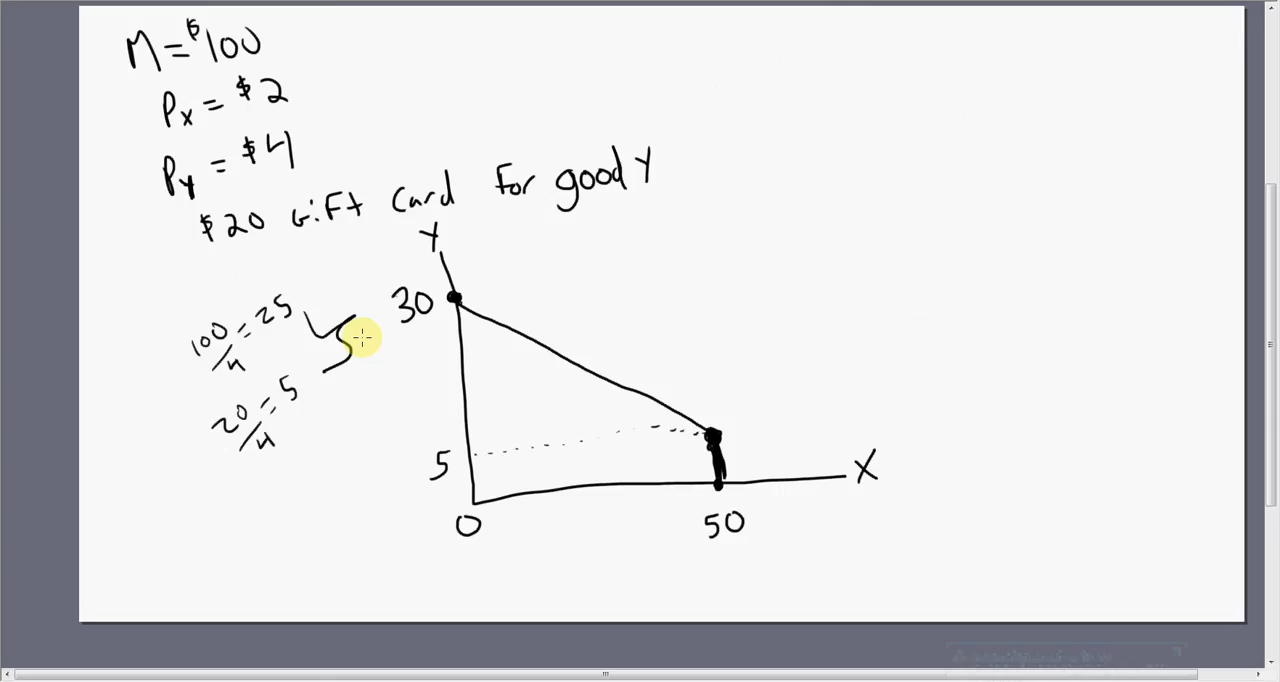 M = $100
Px = $2
Py = $4
$20 Gift Card For good Y
Y
30
100/4 = 25
20/4 = 5
5
X
0
50